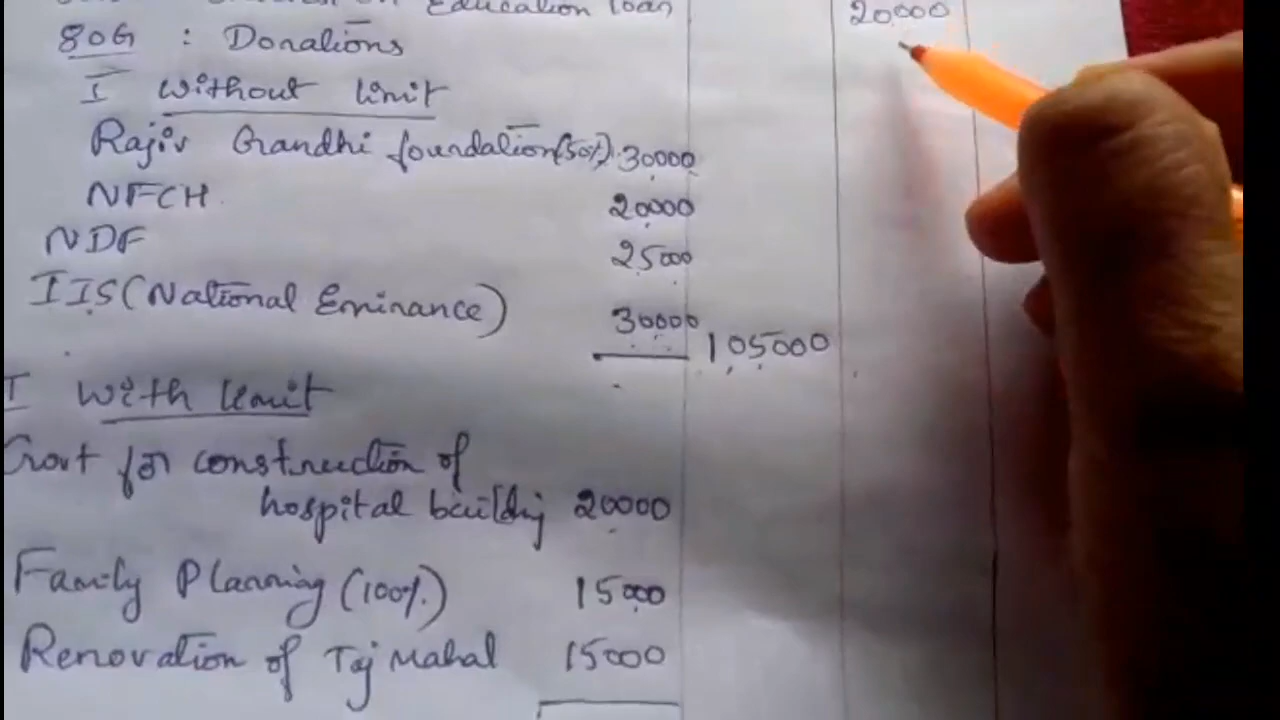 Education loan 20000
80G : Donations
I Without limit
Rajiv Gandhi foundation (50%) 30000
NFCH 20000
NDF 25000
IIS (National Eminance) 30000 105000
I With limit
Govt for construction of
hospital building 20000
Family Planning (100%) 15000
Renovation of Taj Mahal 15000